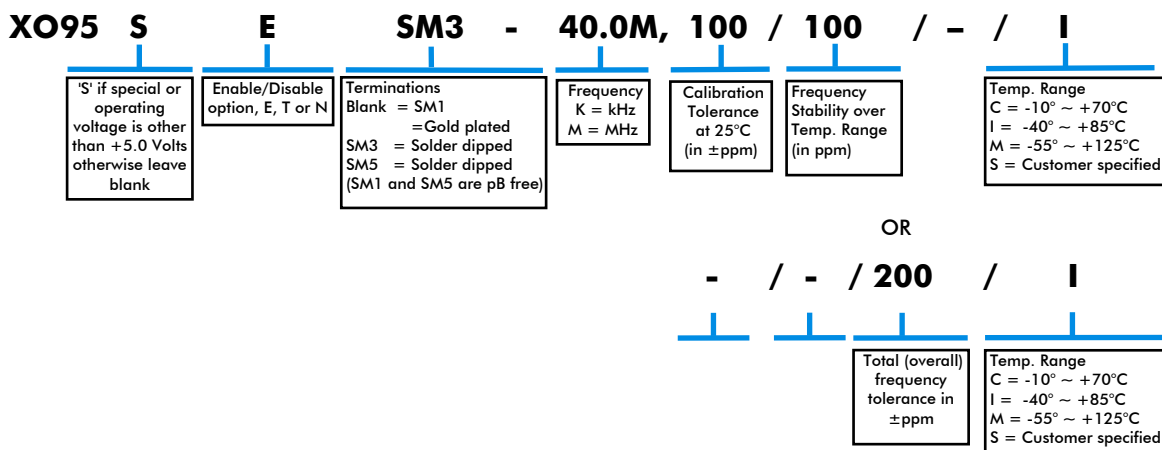 XO95 S E SM3 - 40.0M, 100 / 100 / – / I
'S' if special or
operating
voltage is other
than +5.0 Volts
otherwise leave
blank
Enable/Disable
option, E, T or N
Terminations
Blank = SM1
=Gold plated
SM3 = Solder dipped
SM5 = Solder dipped
(SM1 and SM5 are pB free)
Frequency
K = kHz
M = MHz
Calibration
Tolerance
at 25°C
(in ±ppm)
Frequency
Stability over
Temp. Range
(in ppm)
Temp. Range
C = -10° ~ +70°C
I = -40° ~ +85°C
M = -55° ~ +125°C
S = Customer specified
OR
- / - / 200 / I
Total (overall)
frequency
tolerance in
±ppm
Temp. Range
C = -10° ~ +70°C
I = -40° ~ +85°C
M = -55° ~ +125°C
S = Customer specified